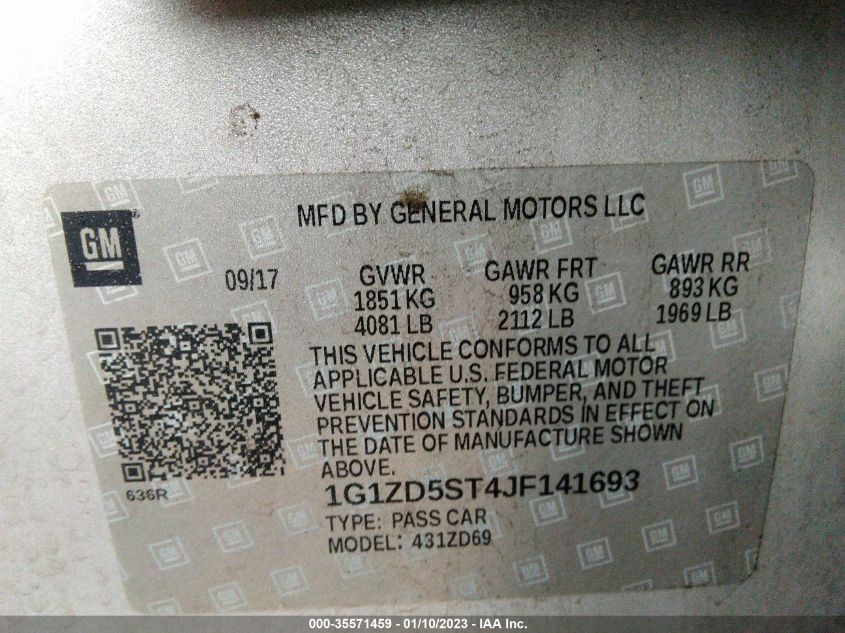 MFD BY GENERAL MOTORS LLC
GM
09/17
GVWR
1851 KG
4081 LB
GAWR FRT
958 KG
2112 LB
GAWR RR
893 KG
1969 LB
THIS VEHICLE CONFORMS TO ALL
APPLICABLE U.S. FEDERAL MOTOR
VEHICLE SAFETY, BUMPER, AND THEFT
PREVENTION STANDARDS IN EFFECT ON
THE DATE OF MANUFACTURE SHOWN
ABOVE.
636R
1G1ZD5ST4JF141693
TYPE: PASS CAR
MODEL: 431ZD69
000-35571459 - 01/10/2023 - IAA Inc.